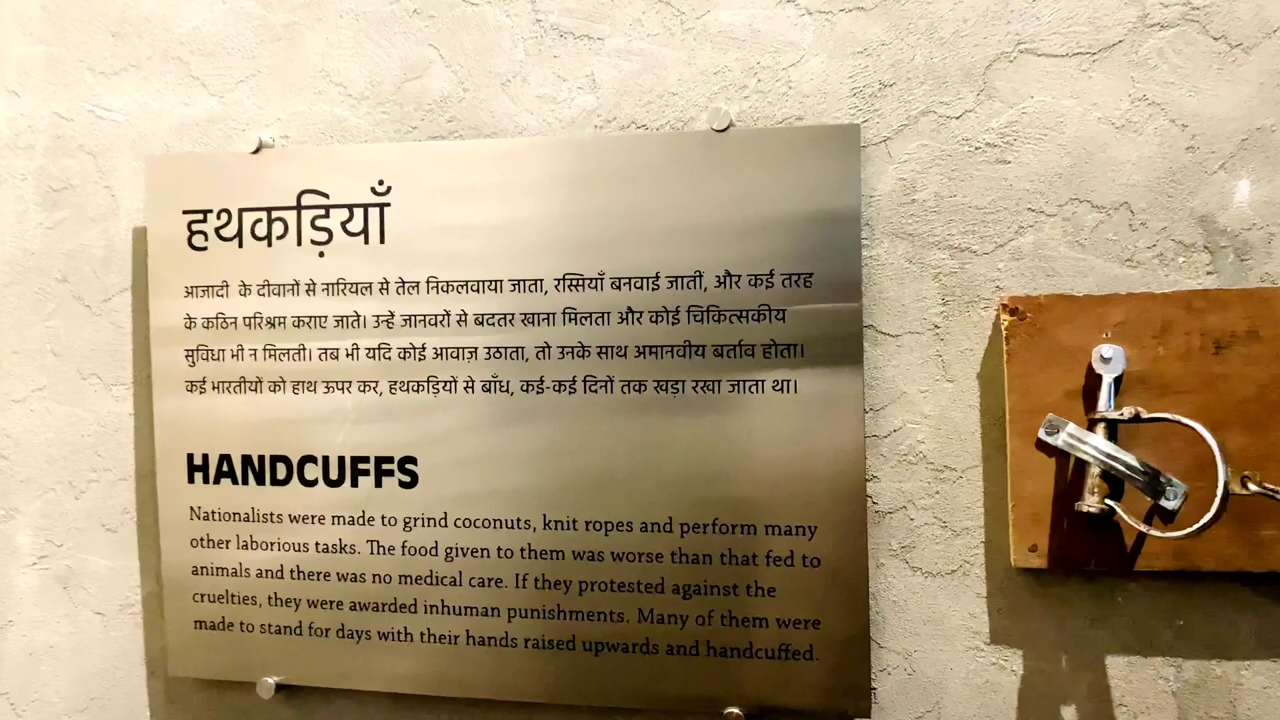 हथकड़ियाँ
आजादी के दीवानों से नारियल से तेल निकलवाया जाता, रस्सियाँ बनवाई जातीं, और कई तरह
के कठिन परिश्रम कराए जाते। उन्हें जानवरों से बदतर खाना मिलता और कोई चिकित्सकीय
सुविधा भी न मिलती। तब भी यदि कोई आवाज़ उठाता, तो उनके साथ अमानवीय बर्ताव होता।
कई भारतीयों को हाथ ऊपर कर, हथकड़ियों से बाँध, कई-कई दिनों तक खड़ा रखा जाता था।
HANDCUFFS
Nationalists were made to grind coconuts, knit ropes and perform many
other laborious tasks. The food given to them was worse than that fed to
animals and there was no medical care. If they protested against the
cruelties, they were awarded inhuman punishments. Many of them were
made to stand for days with their hands raised upwards and handcuffed.